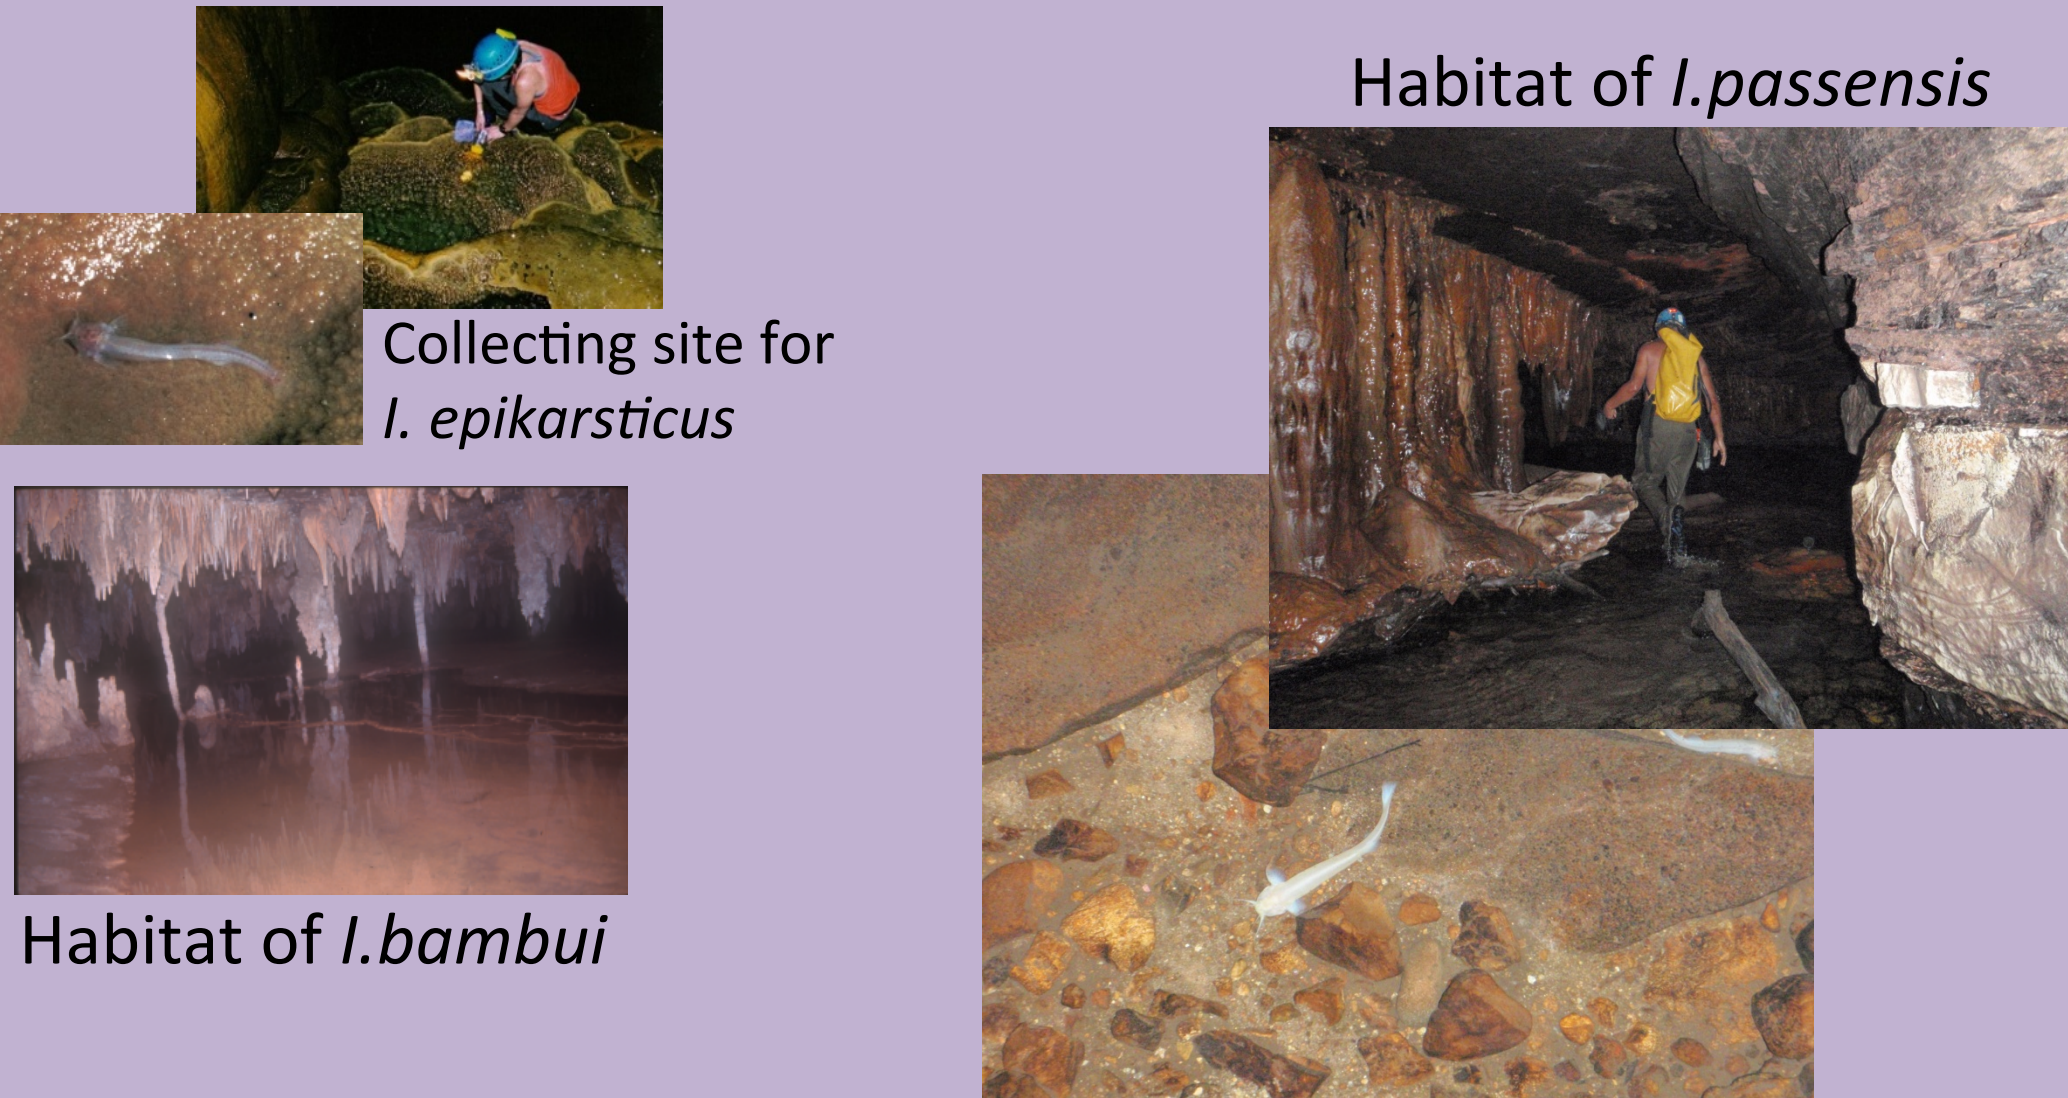 Habitat of I.passensis
Collecting site for
I. epikarsticus
Habitat of I.bambui